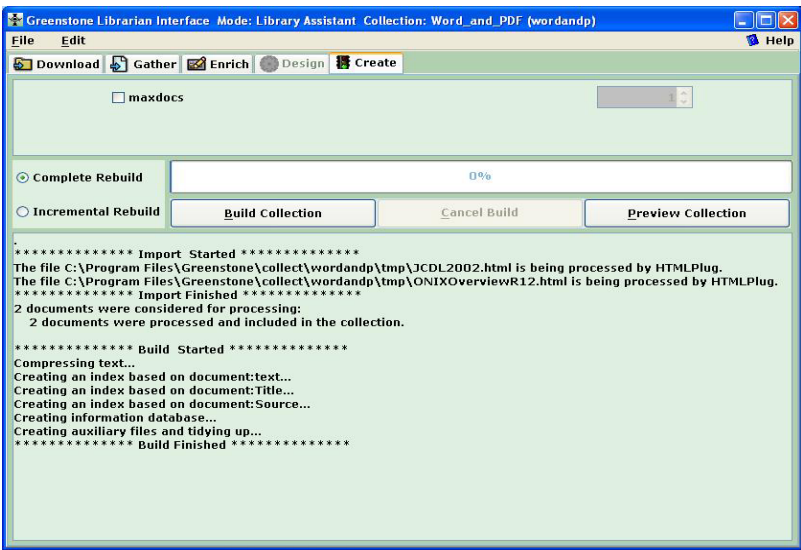 Greenstone Librarian Interface Mode: Library Assistant Collection: Word_and_PDF (wordandp)
File Edit Help
Download Gather Enrich Design Create
maxdocs 1
Complete Rebuild 0%
Incremental Rebuild Build Collection Cancel Build Preview Collection
.
************** Import Started **************
The file C:\Program Files\Greenstone\collect\wordandp\tmp\JCDL2002.html is being processed by HTMLPlug.
The file C:\Program Files\Greenstone\collect\wordandp\tmp\ONIXOverviewR12.html is being processed by HTMLPlug.
************** Import Finished **************
2 documents were considered for processing:
2 documents were processed and included in the collection.
************** Build Started **************
Compressing text...
Creating an index based on document:text...
Creating an index based on document:Title...
Creating an index based on document:Source...
Creating information database...
Creating auxiliary files and tidying up...
************** Build Finished **************